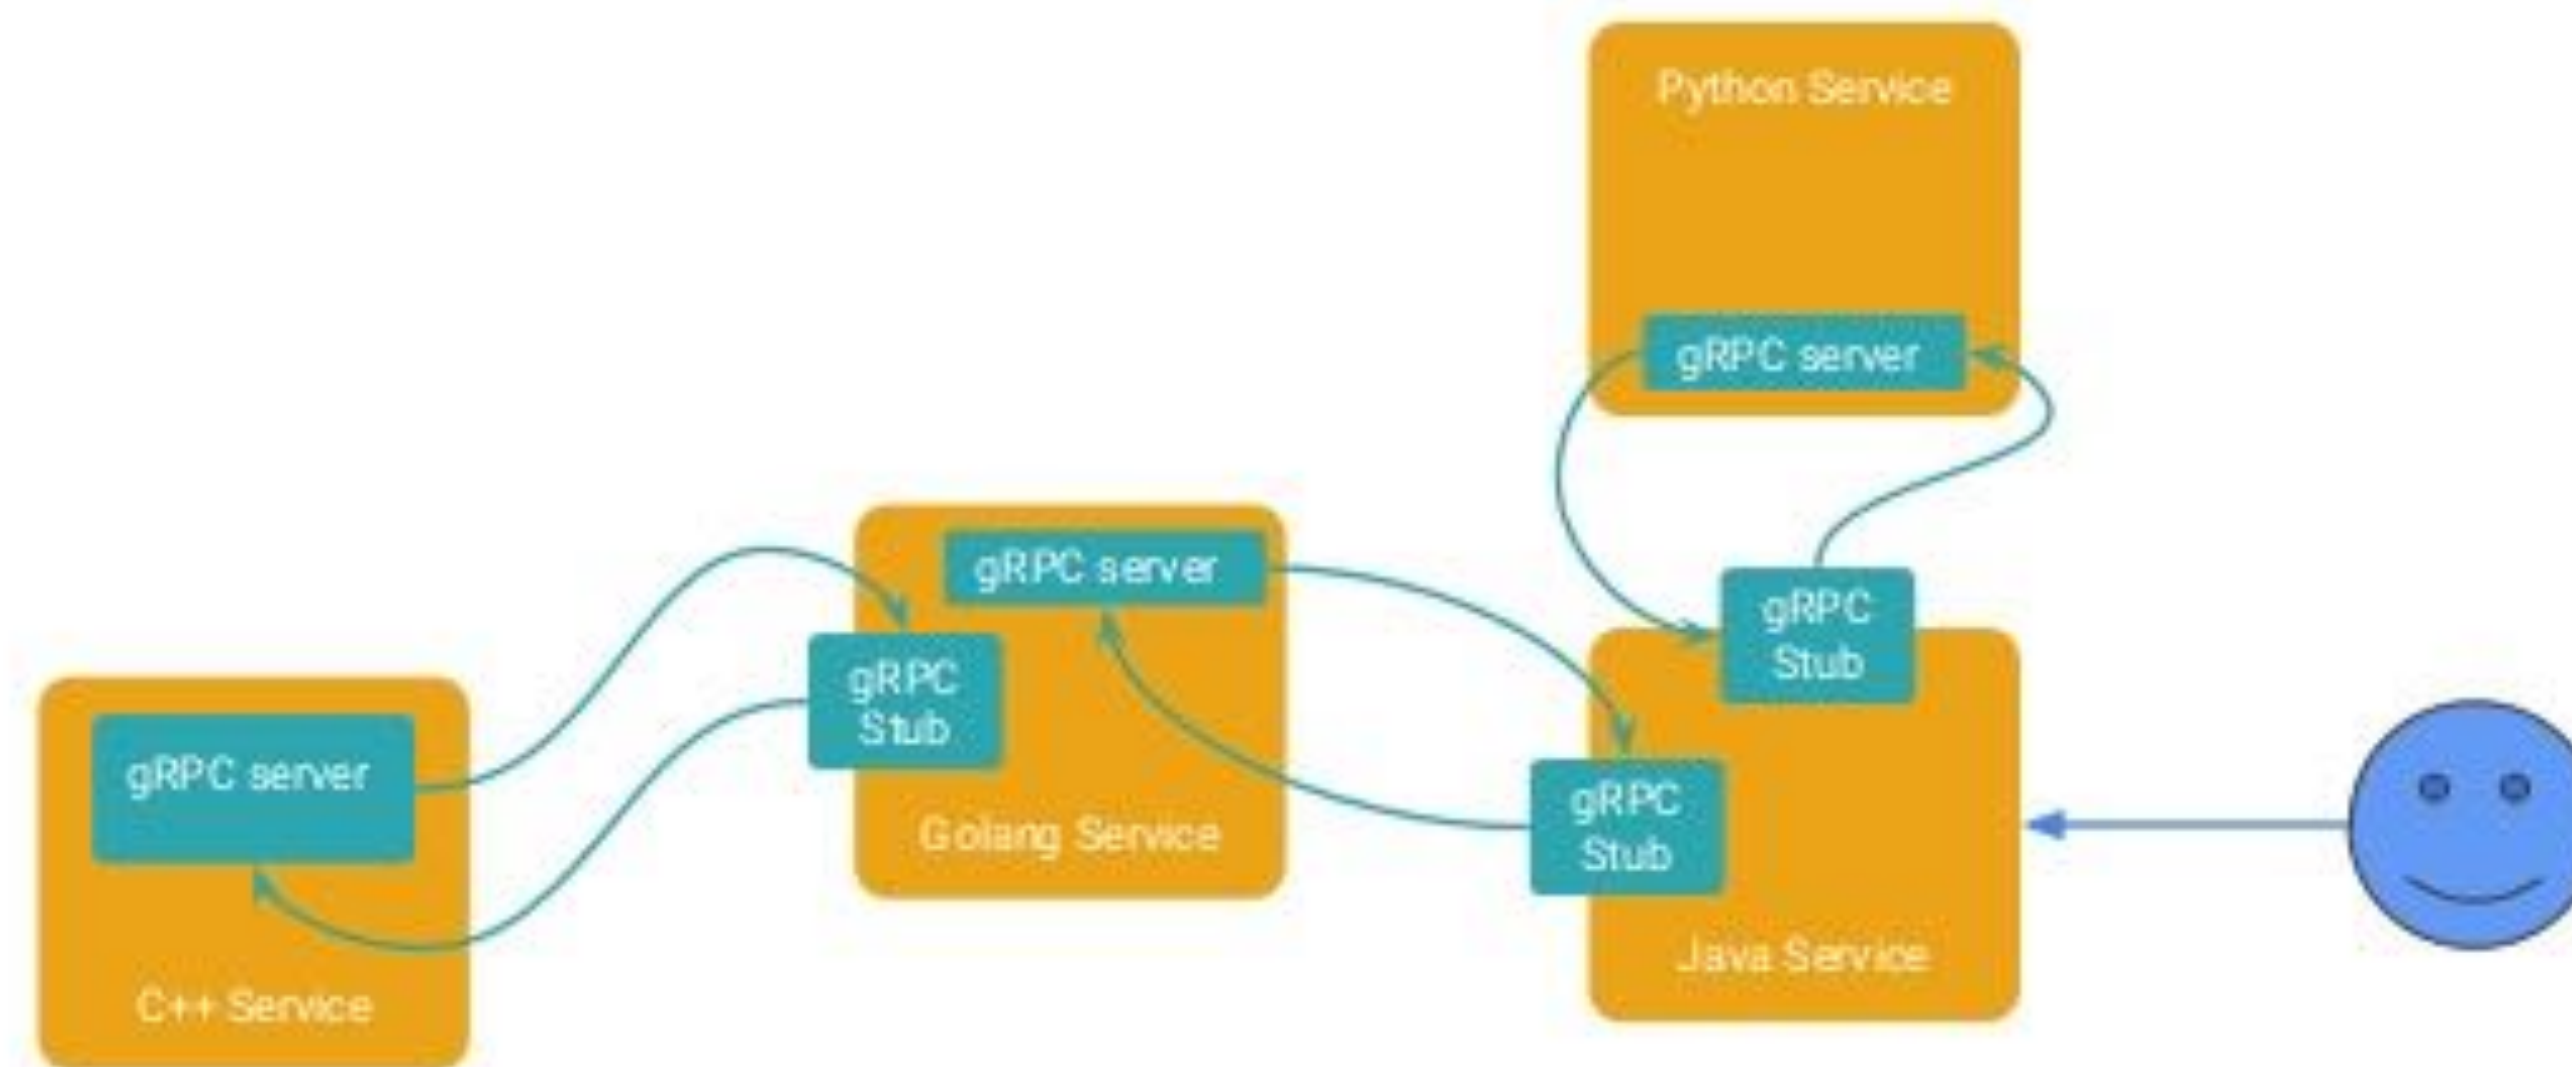 Python Service
gRPC server
gRPC server
gRPC
Stub
gRPC
Stub
gRPC server
gRPC
Stub
Golang Service
Java Service
C++ Service